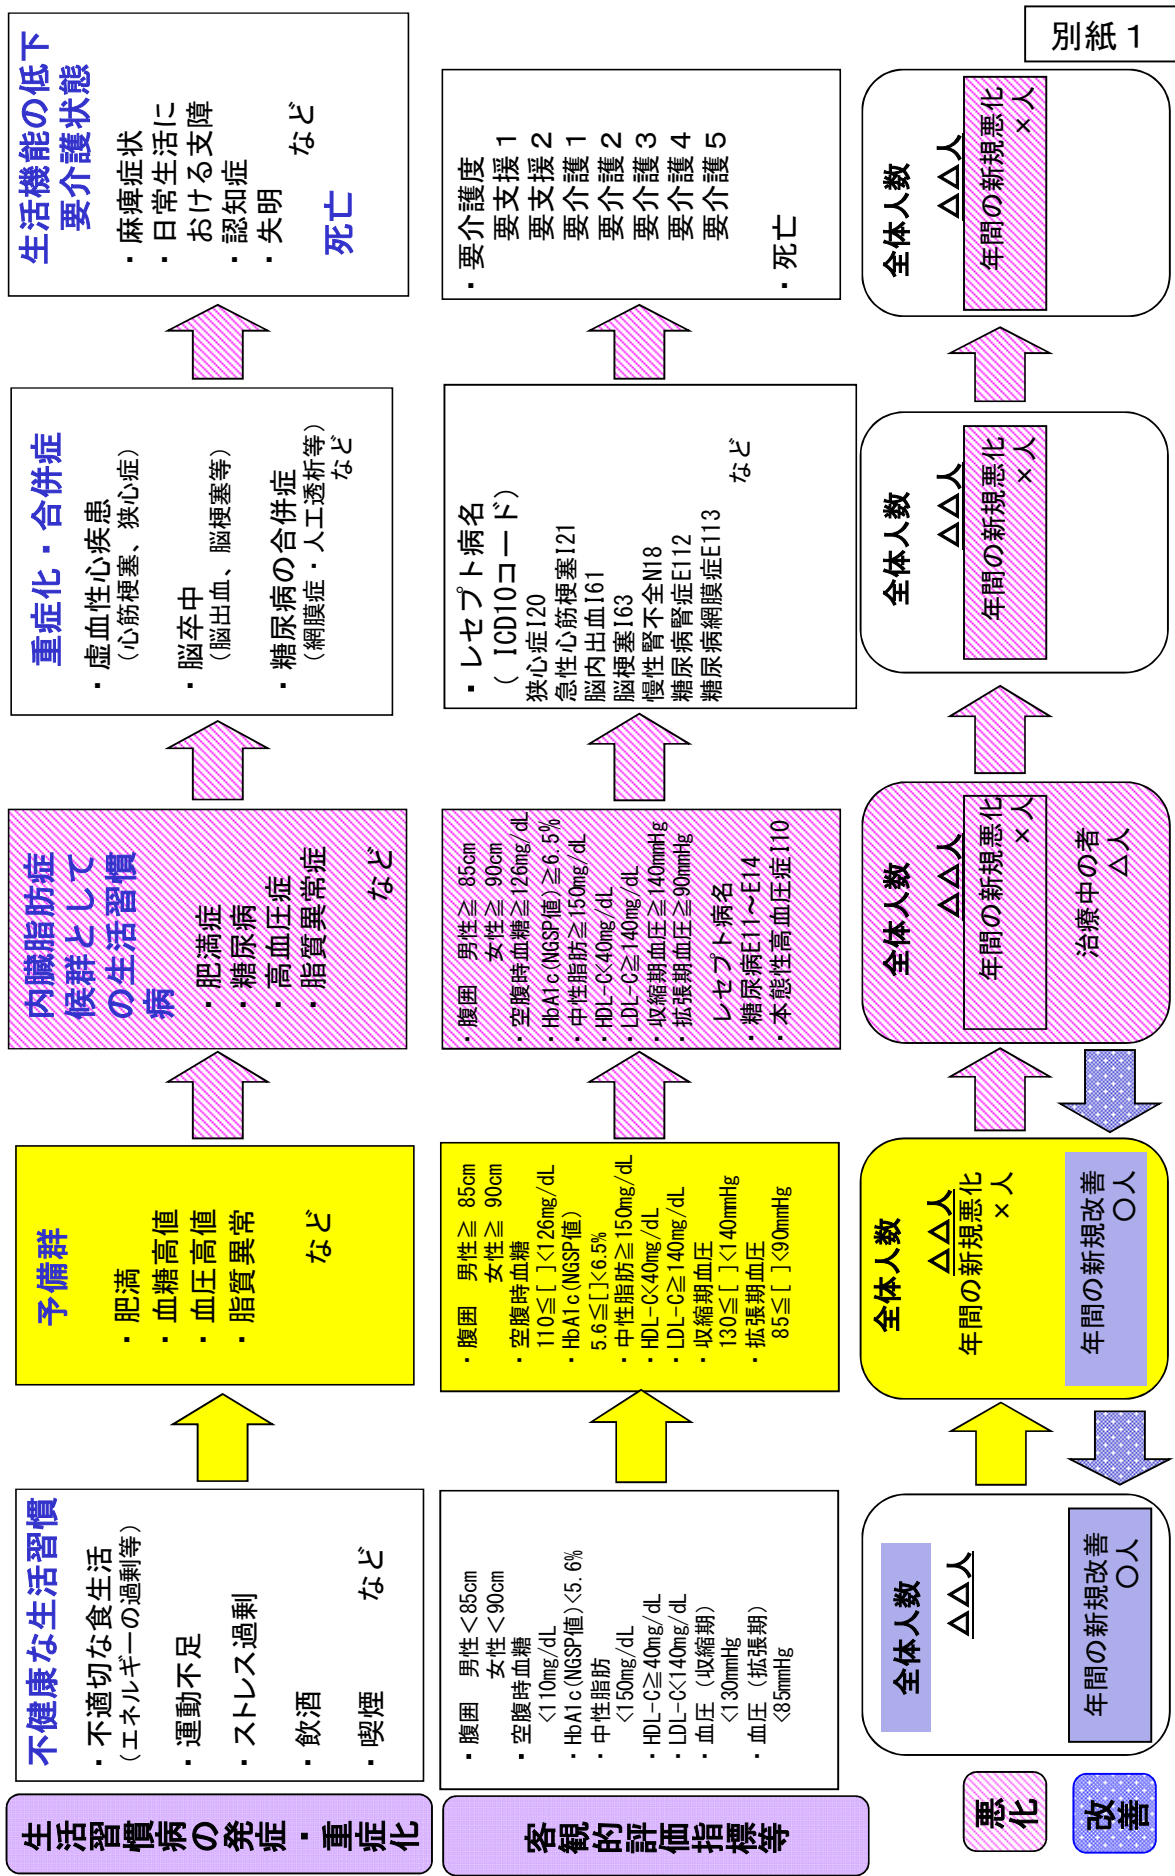 別紙１
生活習慣病の発症・重症化
不健康な生活習慣
・不適切な食生活
（エネルギーの過剰等）
・運動不足
・ストレス過剰
・飲酒
・喫煙
など
予備群
・肥満
・血糖高値
・血圧高値
・脂質異常
など
内臓脂肪症
候群として
の生活習慣
病
・肥満症
・糖尿病
・高血圧症
・脂質異常症
など
重症化・合併症
・虚血性心疾患
（心筋梗塞、狭心症）
・脳卒中
（脳出血、脳梗塞等）
・糖尿病の合併症
（網膜症・人工透析等）
など
生活機能の低下
要介護状態
・麻痺症状
・日常生活に
おける支障
・認知症
・失明
など
死亡
客観的評価指標等
・腹囲　男性＜85cm
女性＜90cm
・空腹時血糖
<110mg/dL
・HbA1c(NGSP値)<5.6%
・中性脂肪
<150mg/dL
・HDL-C≧40mg/dL
・LDL-C<140mg/dL
・血圧（収縮期）
<130mmHg
・血圧（拡張期）
<85mmHg
・腹囲　男性≧ 85cm
女性≧ 90cm
・空腹時血糖
110≦[ ]<126mg/dL
・HbA1c(NGSP値)
5.6≦[]<6.5%
・中性脂肪≧150mg/dL
・HDL-C<40mg/dL
・LDL-C≧140mg/dL
・収縮期血圧
130≦[ ]<140mmHg
・拡張期血圧
85≦[ ]<90mmHg
・腹囲　男性≧ 85cm
女性≧ 90cm
・空腹時血糖≧126mg/dL
・HbA1c(NGSP値)≧6.5%
・中性脂肪≧150mg/dL
・HDL-C<40mg/dL
・LDL-C≧140mg/dL
・収縮期血圧≧140mmHg
・拡張期血圧≧90mmHg
レセプト病名
・糖尿病E11～E14
・本態性高血圧症I10
・レセプト病名
（ICD10コード）
狭心症I20
急性心筋梗塞I21
脳内出血I61
脳梗塞I63
慢性腎不全N18
糖尿病腎症E112
糖尿病網膜症E113
など
・要介護度
要支援１
要支援２
要介護１
要介護２
要介護３
要介護４
要介護５
・死亡
悪化
改善
全体人数
△△人
年間の新規改善
○人
全体人数
△△人
年間の新規悪化
×人
年間の新規改善
○人
全体人数
△△人
年間の新規悪化
×人
治療中の者
△人
全体人数
△△人
年間の新規悪化
×人
全体人数
△△人
年間の新規悪化
×人